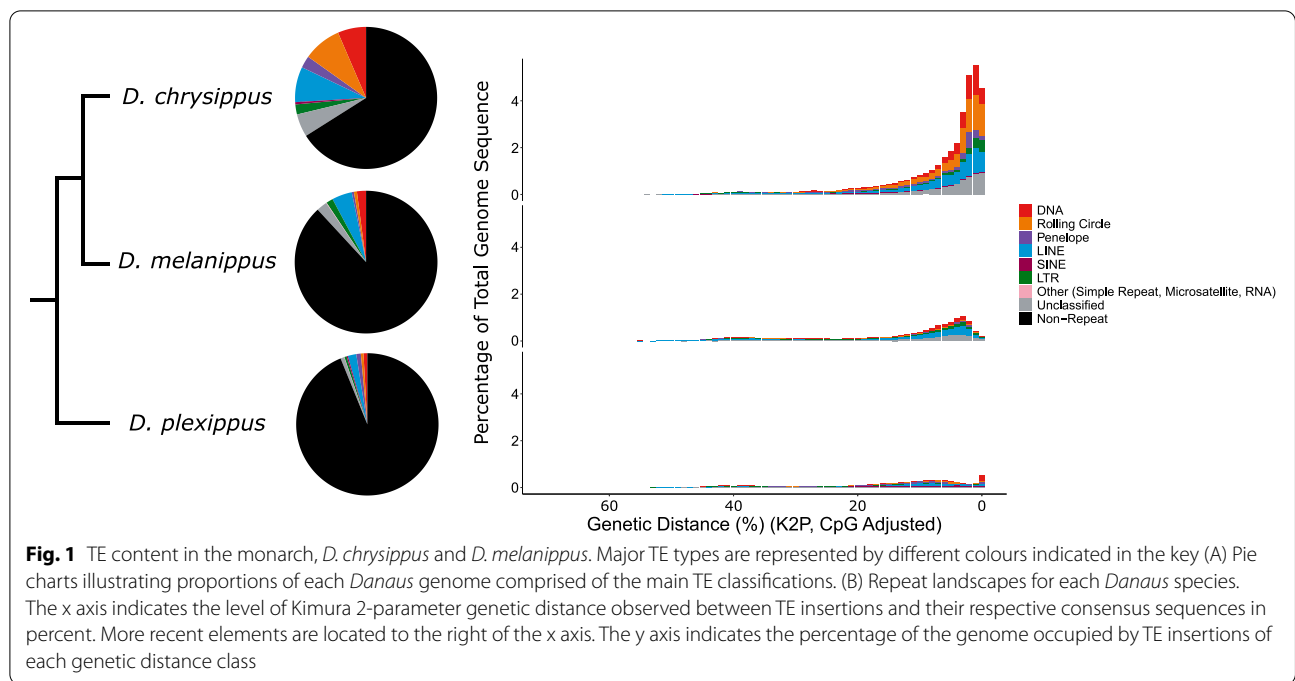 D. chrysippus
D. melanippus
D. plexippus
Percentage of Total Genome Sequence
4
2
0
4
2
0
4
2
0
60
40
20
0
Genetic Distance (%) (K2P, CpG Adjusted)
DNA
Rolling Circle
Penelope
LINE
SINE
LTR
Other (Simple Repeat, Microsatellite, RNA)
Unclassified
Non−Repeat
Fig. 1 TE content in the monarch, D. chrysippus and D. melanippus. Major TE types are represented by different colours indicated in the key (A) Pie
charts illustrating proportions of each Danaus genome comprised of the main TE classifications. (B) Repeat landscapes for each Danaus species.
The x axis indicates the level of Kimura 2-parameter genetic distance observed between TE insertions and their respective consensus sequences in
percent. More recent elements are located to the right of the x axis. The y axis indicates the percentage of the genome occupied by TE insertions of
each genetic distance class